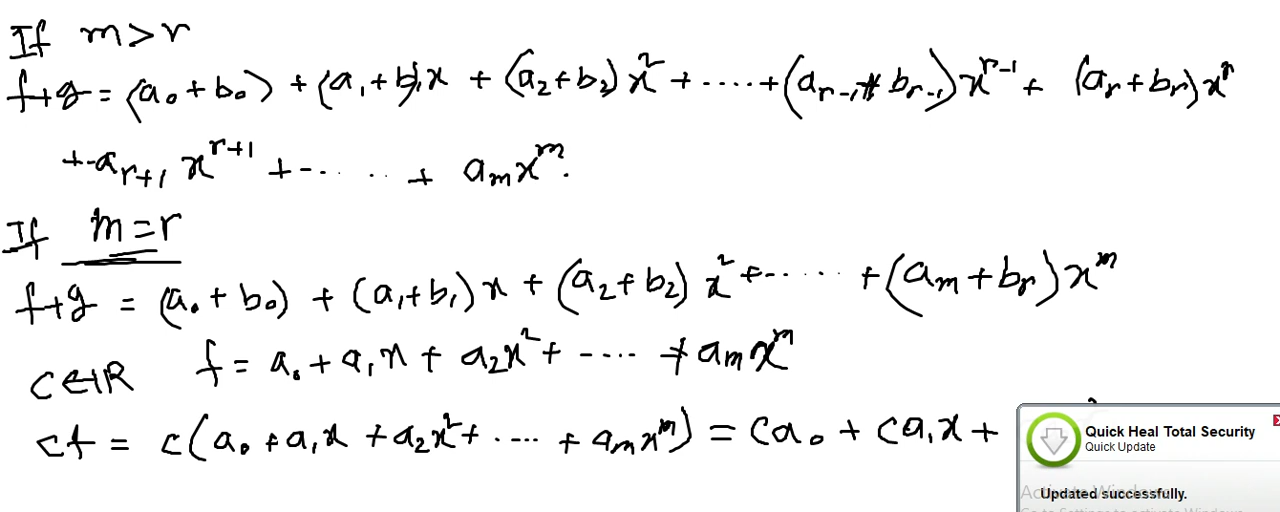 If m>r
f+g = (a₀+b₀) + (a₁+b₁)x + (a₂+b₂)x² + ..... + (aᵣ₋₁+bᵣ₋₁)xʳ⁻¹ + (aᵣ+bᵣ)xʳ
+ aᵣ₊₁ xʳ⁺¹ + ...... + aₘxᵐ.
If m=r
f+g = (a₀+b₀) + (a₁+b₁)x + (a₂+b₂)x² + ...... + (aₘ+bᵣ)xᵐ
C∈IR f = a₀ + a₁x + a₂x² + ..... + aₘxᵐ
cf = c(a₀+a₁x+a₂x²+.....+aₘxᵐ) = ca₀ + ca₁x +
Quick Heal Total Security
Quick Update
Updated successfully.